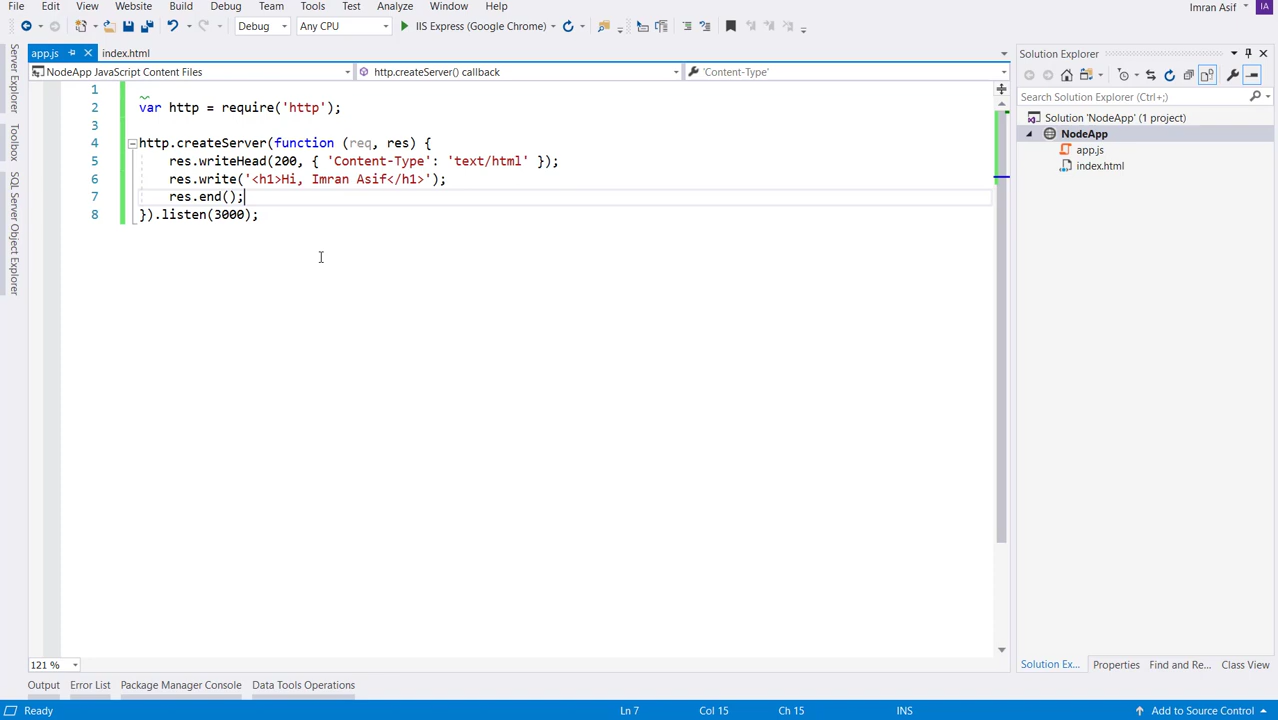 File Edit View Website Build Debug Team Tools Test Analyze Window Help Imran Asif IA
Debug Any CPU IIS Express (Google Chrome)
app.js index.html
NodeApp JavaScript Content Files http.createServer() callback 'Content-Type'
1
2 var http = require('http');
3
4 http.createServer(function (req, res) {
5 res.writeHead(200, { 'Content-Type': 'text/html' });
6 res.write('<h1>Hi, Imran Asif</h1>');
7 res.end();
8 }).listen(3000);
121 %
Server Explorer
Toolbox
SQL Server Object Explorer
Solution Explorer
Search Solution Explorer (Ctrl+;)
Solution 'NodeApp' (1 project)
NodeApp
app.js
index.html
Solution Ex... Properties Find and Re... Class View
Output Error List Package Manager Console Data Tools Operations
Ready Ln 7 Col 15 Ch 15 INS Add to Source Control